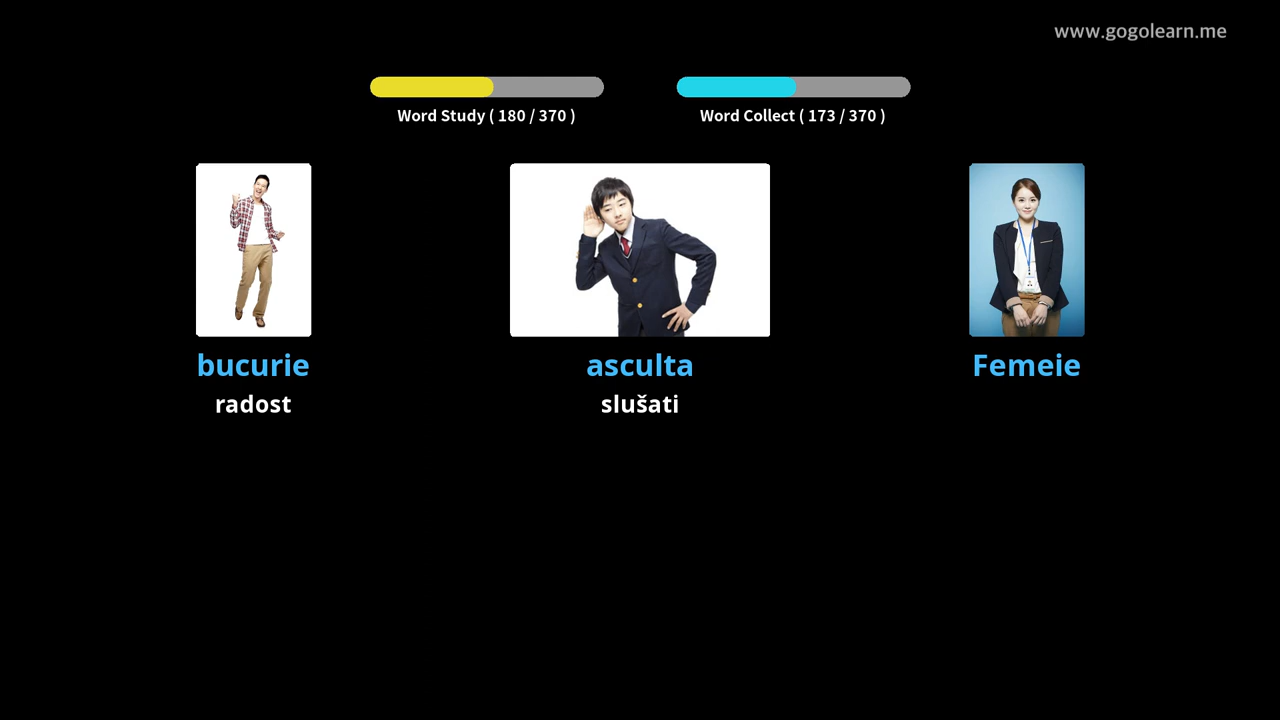 www.gogolearn.me
Word Study ( 180 / 370 )
Word Collect ( 173 / 370 )
bucurie
radost
asculta
slušati
Femeie